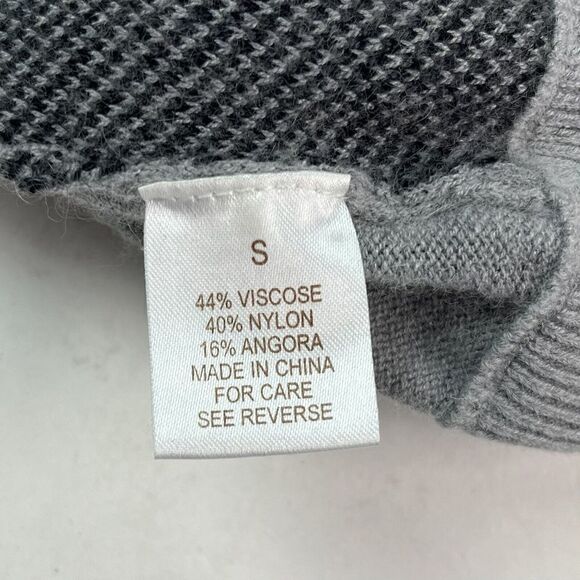 S
44% VISCOSE
40% NYLON
16% ANGORA
MADE IN CHINA
FOR CARE
SEE REVERSE